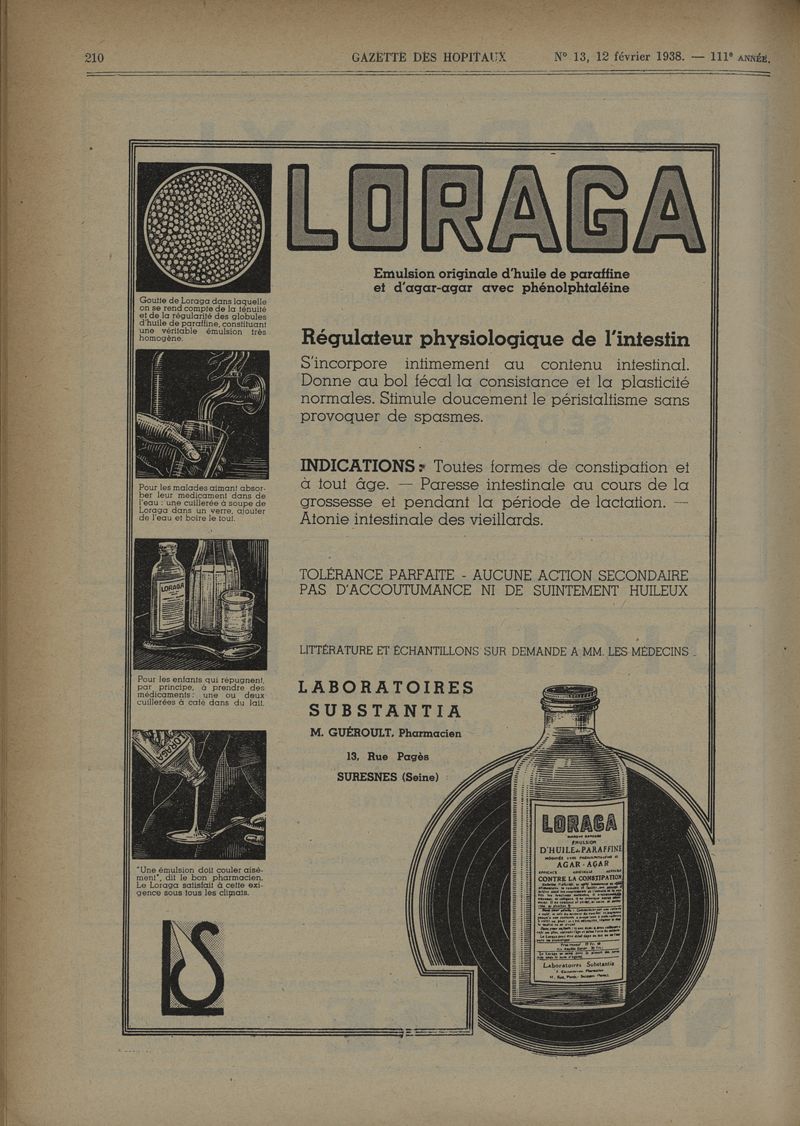 210 GAZETTE DES HOPITAUX N° 13, 12 février 1938. — 111e ANNÉE.
LORAGA
Emulsion originale d'huile de paraffine
et d'agar-agar avec phénolphtaléine
Goutte de Loraga dans laquelle
on se rend compte de la ténuité
et de la régularité des globules
d'huile de paraffine, constituant
une véritable émulsion très
homogène.
Régulateur physiologique de l'intestin
S'incorpore intimement au contenu intestinal.
Donne au bol fécal la consistance et la plasticité
normales. Stimule doucement le péristaltisme sans
provoquer de spasmes.
Pour les malades aimant absor-
ber leur médicament dans de
l'eau : une cuillerée à soupe de
Loraga dans un verre, ajouter
de l'eau et boire le tout.
INDICATIONS : Toutes formes de constipation et
à tout âge. — Paresse intestinale au cours de la
grossesse et pendant la période de lactation. —
Atonie intestinale des vieillards.
TOLÉRANCE PARFAITE - AUCUNE ACTION SECONDAIRE
PAS D'ACCOUTUMANCE NI DE SUINTEMENT HUILEUX
LORAGA
Pour les enfants qui répugnent,
par principe, à prendre des
médicaments : une ou deux
cuillerées à café dans du lait.
LITTÉRATURE ET ÉCHANTILLONS SUR DEMANDE A MM. LES MÉDECINS
LABORATOIRES
SUBSTANTIA
M. GUÉROULT, Pharmacien
13, Rue Pagès
SURESNES (Seine)
LORAGA
"Une émulsion doit couler aisé-
ment", dit le bon pharmacien.
Le Loraga satisfait à cette exi-
gence sous tous les climats.
LS
LORAGA
MARQUE DÉPOSÉE
EMULSION
D'HUILE DE PARAFFINE
AGAR-AGAR
CONTRE LA CONSTIPATION
Laboratoires Substantia